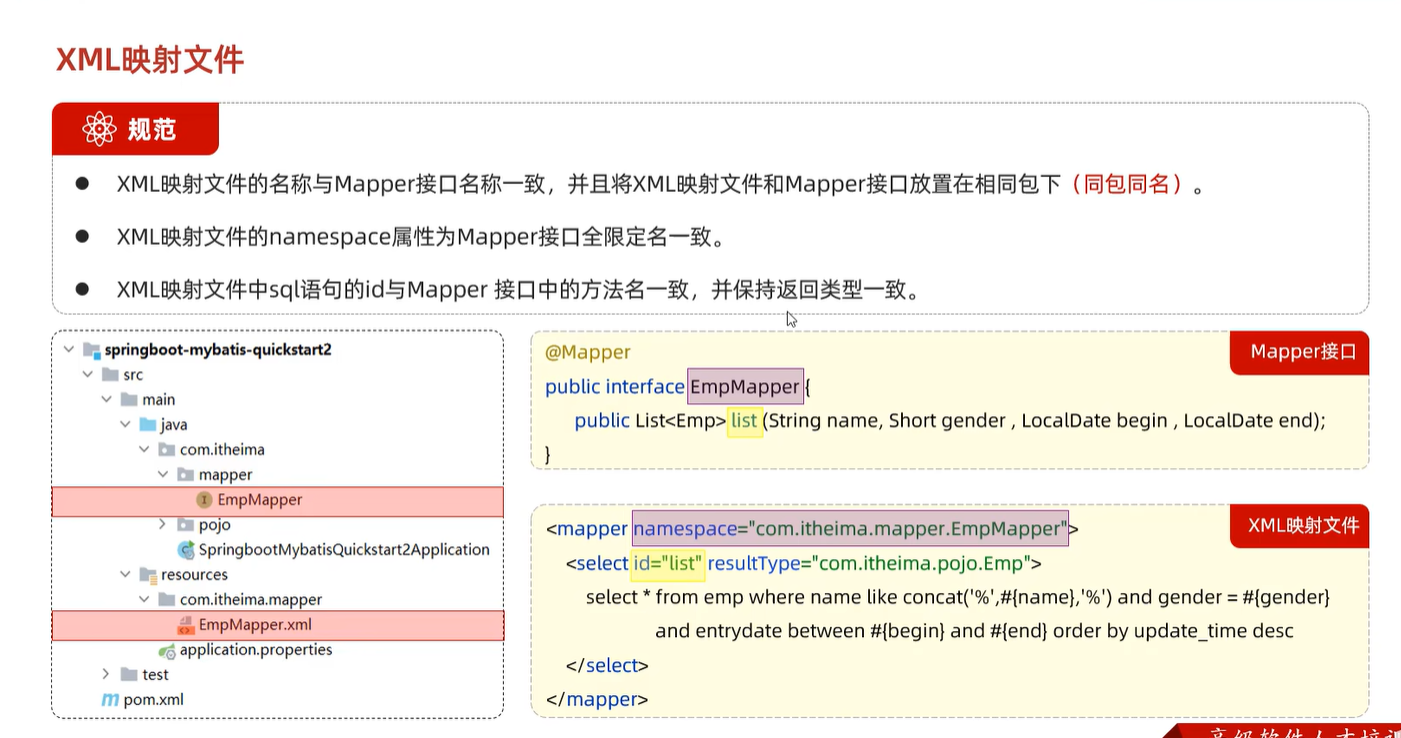 XML映射文件
规范
XML映射文件的名称与Mapper接口名称一致，并且将XML映射文件和Mapper接口放置在相同包下（同包同名）。
XML映射文件的namespace属性为Mapper接口全限定名一致。
XML映射文件中sql语句的id与Mapper 接口中的方法名一致，并保持返回类型一致。
springboot-mybatis-quickstart2
src
main
java
com.itheima
mapper
EmpMapper
pojo
SpringbootMybatisQuickstart2Application
resources
com.itheima.mapper
EmpMapper.xml
application.properties
test
pom.xml
Mapper接口
@Mapper
public interface EmpMapper {
public List<Emp> list (String name, Short gender , LocalDate begin , LocalDate end);
}
XML映射文件
<mapper namespace="com.itheima.mapper.EmpMapper">
<select id="list" resultType="com.itheima.pojo.Emp">
select * from emp where name like concat('%',#{name},'%') and gender = #{gender}
and entrydate between #{begin} and #{end} order by update_time desc
</select>
</mapper>